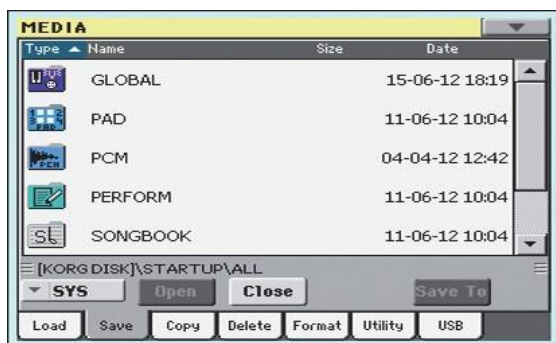 MEDIA
Type Name Size Date
GLOBAL 15-06-12 18:19
PAD 11-06-12 10:04
PCM 04-04-12 12:42
PERFORM 11-06-12 10:04
SONGBOOK 11-06-12 10:04
[KORG DISK]\STARTUP\ALL
SYS Open Close Save To
Load Save Copy Delete Format Utility USB